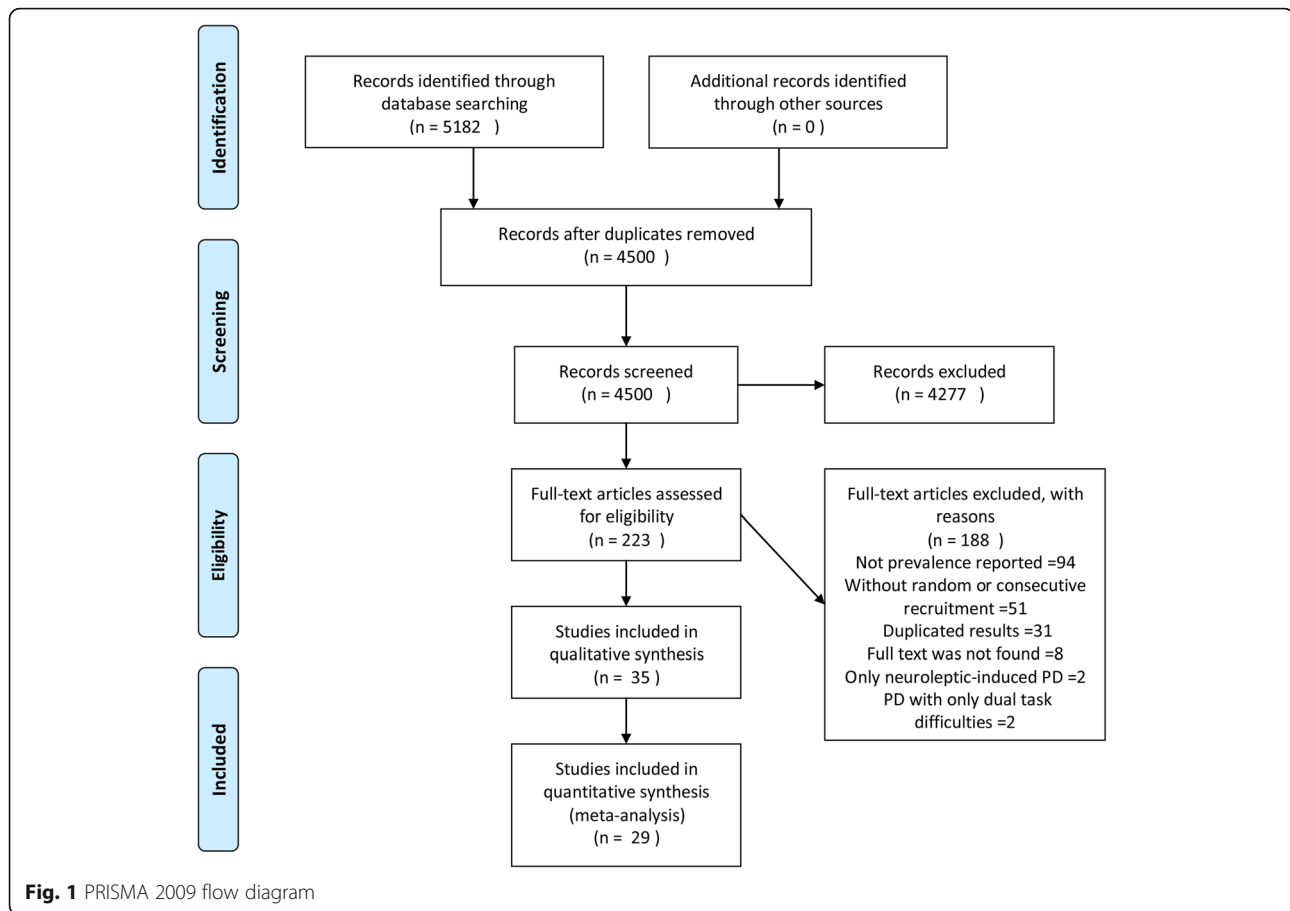 Identification
Records identified through
database searching
(n = 5182   )
Additional records identified
through other sources
(n = 0   )
Records after duplicates removed
(n = 4500   )
Screening
Records screened
(n = 4500   )
Records excluded
(n = 4277   )
Eligibility
Full-text articles assessed
for eligibility
(n = 223   )
Full-text articles excluded, with
reasons
(n = 188   )
Not prevalence reported =94
Without random or consecutive
recruitment =51
Duplicated results =31
Full text was not found =8
Only neuroleptic-induced PD =2
PD with only dual task
difficulties =2
Studies included in
qualitative synthesis
(n =  35  )
Included
Studies included in
quantitative synthesis
(meta-analysis)
(n =  29  )
Fig. 1 PRISMA 2009 flow diagram